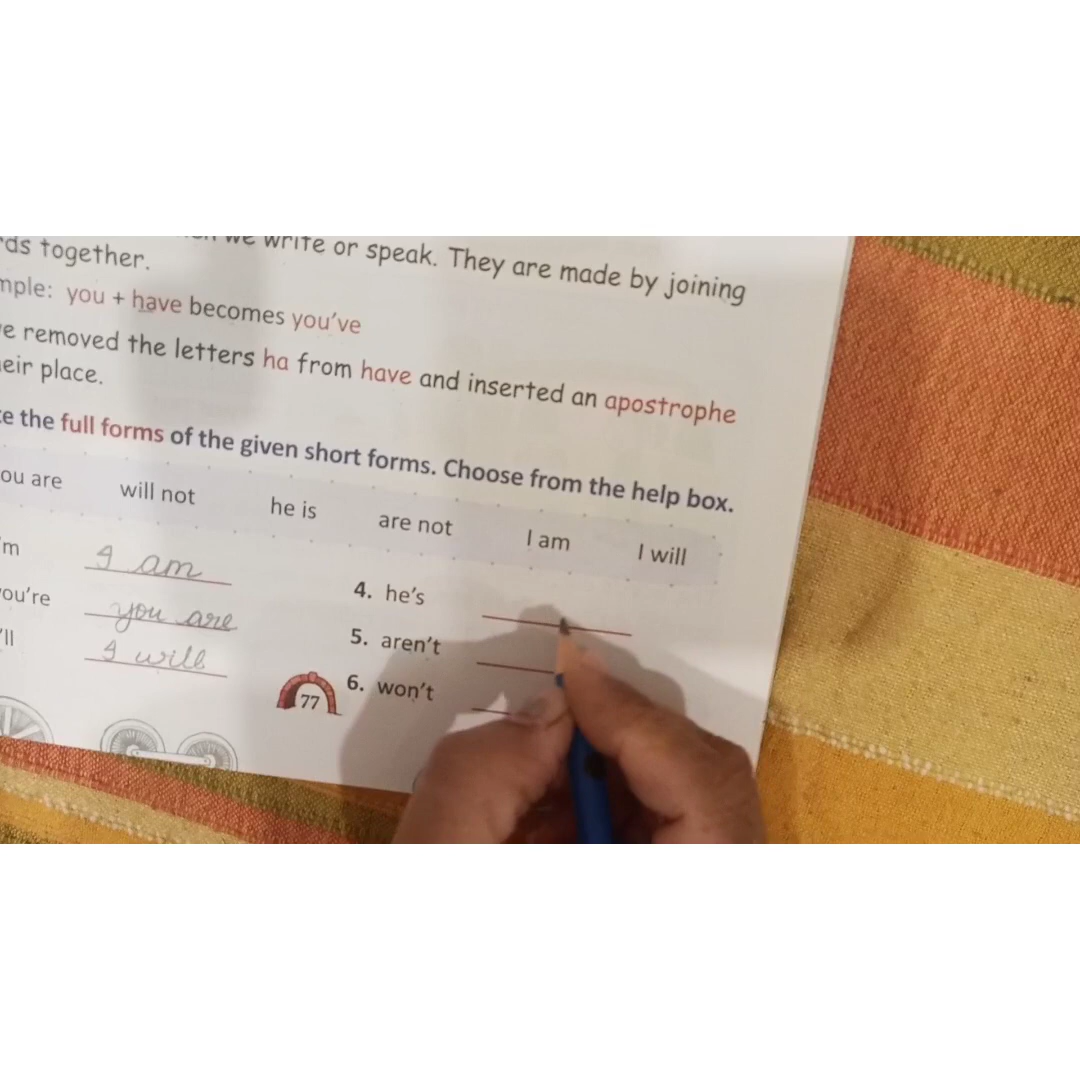 we write or speak. They are made by joining
rds together.
mple: you + have becomes you've
e removed the letters ha from have and inserted an apostrophe
eir place.
te the full forms of the given short forms. Choose from the help box.
ou are will not he is are not I am I will
'm I am
4. he's
ou're you are
5. aren't
'll I will
6. won't
77